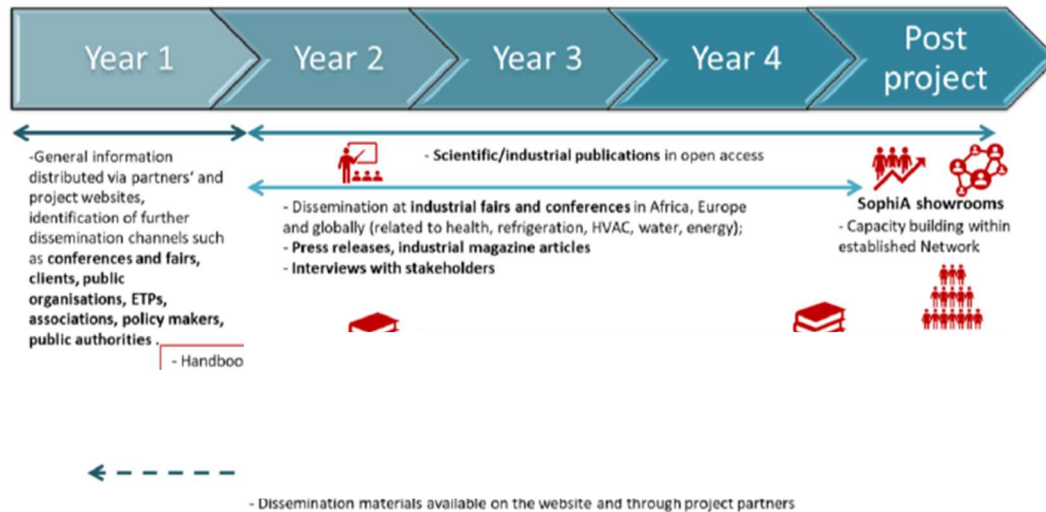 Year 1
Year 2
Year 3
Year 4
Post
project
-General information
distributed via partners' and
project websites,
identification of further
dissemination channels such
as conferences and fairs,
clients, public
organisations, ETPs,
associations, policy makers,
public authorities .
- Handboo
- Scientific/industrial publications in open access
- Dissemination at industrial fairs and conferences in Africa, Europe
and globally (related to health, refrigeration, HVAC, water, energy);
- Press releases, industrial magazine articles
- Interviews with stakeholders
SophiA showrooms
- Capacity building within
established Network
- Dissemination materials available on the website and through project partners